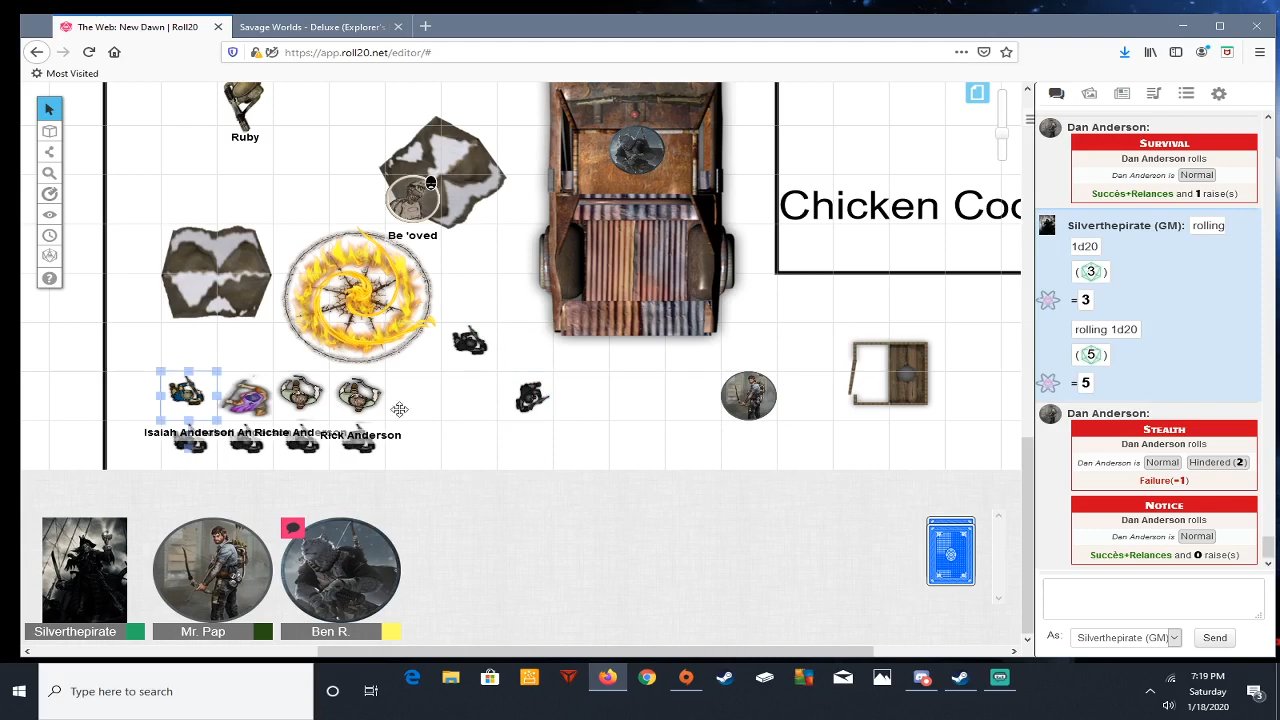 The Web: New Dawn | Roll20
Savage Worlds - Deluxe (Explorer's
https://app.roll20.net/editor/#
Most Visited
Ruby
Be 'oved
Chicken Coo
Isaiah Anderson
Richie And
Rick Anderson
Silverthepirate
Mr. Pap
Ben R.
Dan Anderson:
Survival
Dan Anderson rolls
Dan Anderson is Normal
Succès+Relances and 1 raise(s)
Silverthepirate (GM): rolling
1d20
(3)
= 3
rolling 1d20
(5)
= 5
Dan Anderson:
Stealth
Dan Anderson rolls
Dan Anderson is Normal Hindered (2)
Failure(-1)
Notice
Dan Anderson rolls
Dan Anderson is Normal
Succès+Relances and 0 raise(s)
As: Silverthepirate (GM) Send
Type here to search
7:19 PM
Saturday
1/18/2020
3